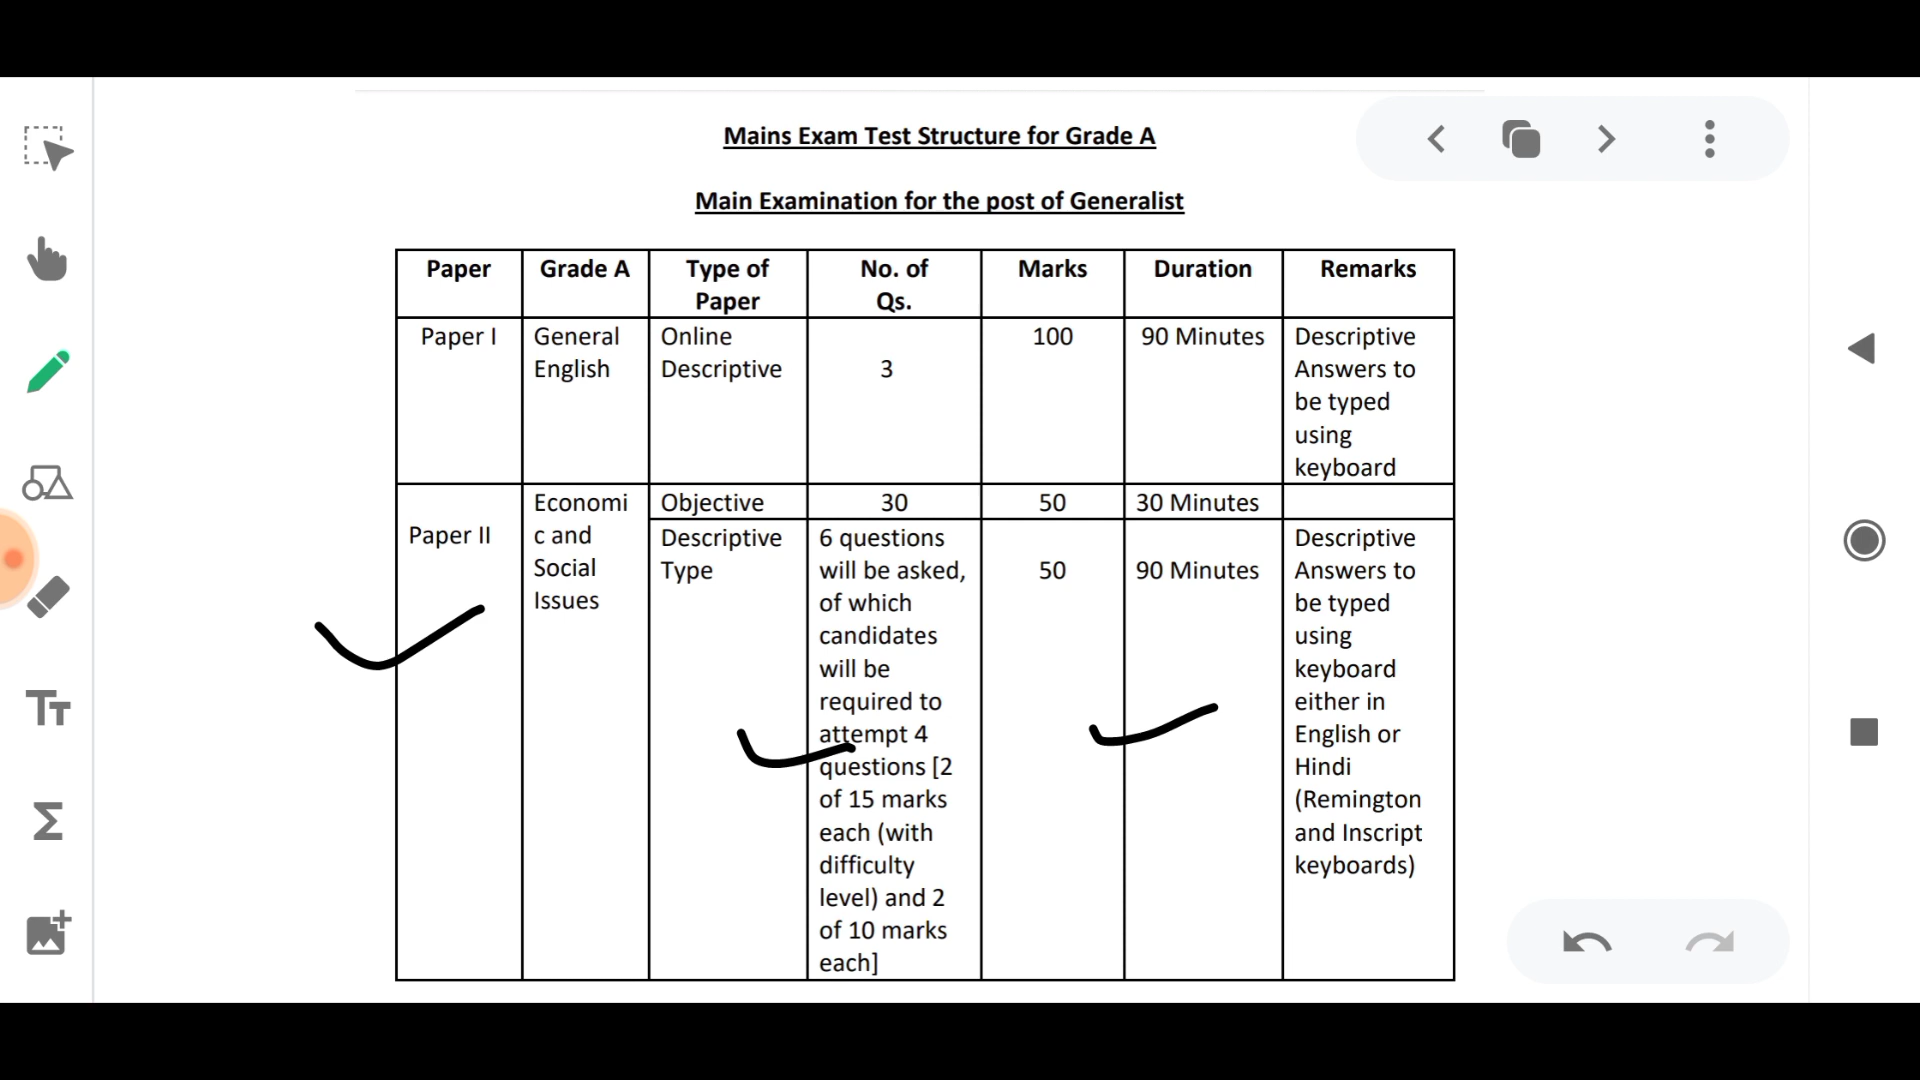 Mains Exam Test Structure for Grade A
Main Examination for the post of Generalist
Paper
Grade A
Type of
Paper
No. of
Qs.
Marks
Duration
Remarks
Paper I
General
English
Online
Descriptive
3
100
90 Minutes
Descriptive
Answers to
be typed
using
keyboard
Paper II
Economi
c and
Social
Issues
Objective
30
50
30 Minutes
Descriptive
Type
6 questions
will be asked,
of which
candidates
will be
required to
attempt 4
questions [2
of 15 marks
each (with
difficulty
level) and 2
of 10 marks
each]
50
90 Minutes
Descriptive
Answers to
be typed
using
keyboard
either in
English or
Hindi
(Remington
and Inscript
keyboards)